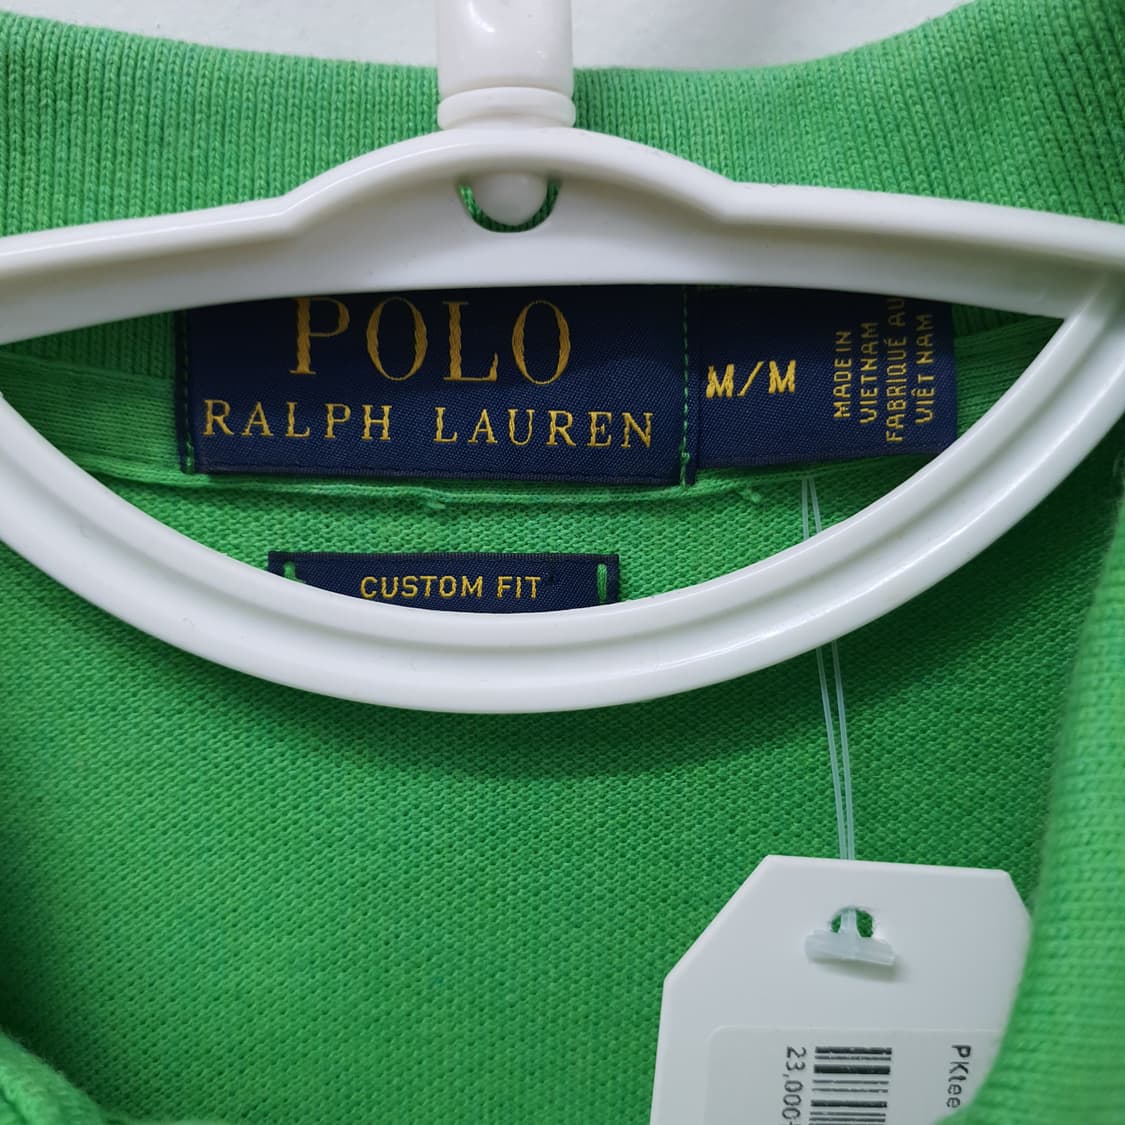 POLO
RALPH LAUREN
M/M
MADE IN
VIETNAM
FABRIQUÉ AU
VIÊT NAM
CUSTOM FIT
PKtee
23,000